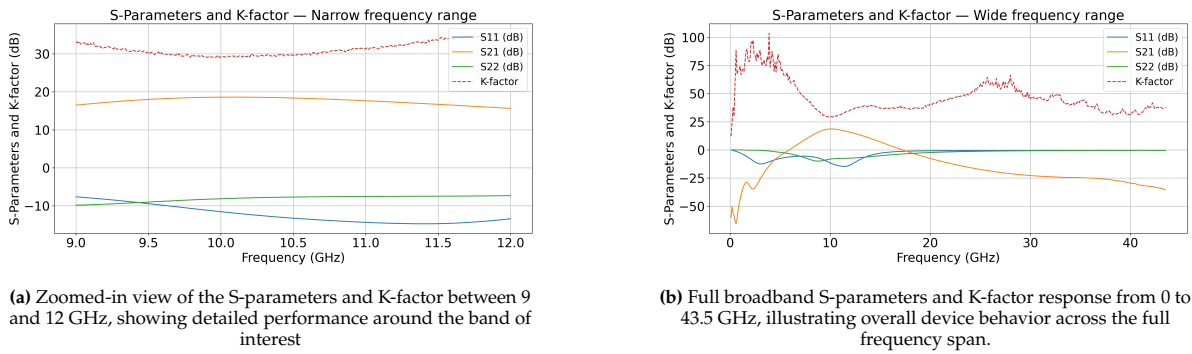 S-Parameters and K-factor — Narrow frequency range
S-Parameters and K-factor (dB)
30
20
10
0
−10
S11 (dB)
S21 (dB)
S22 (dB)
K-factor
9.0 9.5 10.0 10.5 11.0 11.5 12.0
Frequency (GHz)
(a) Zoomed-in view of the S-parameters and K-factor between 9
and 12 GHz, showing detailed performance around the band of
interest
S-Parameters and K-factor — Wide frequency range
S-Parameters and K-factor (dB)
100
75
50
25
0
−25
−50
S11 (dB)
S21 (dB)
S22 (dB)
K-factor
0 10 20 30 40
Frequency (GHz)
(b) Full broadband S-parameters and K-factor response from 0 to
43.5 GHz, illustrating overall device behavior across the full
frequency span.